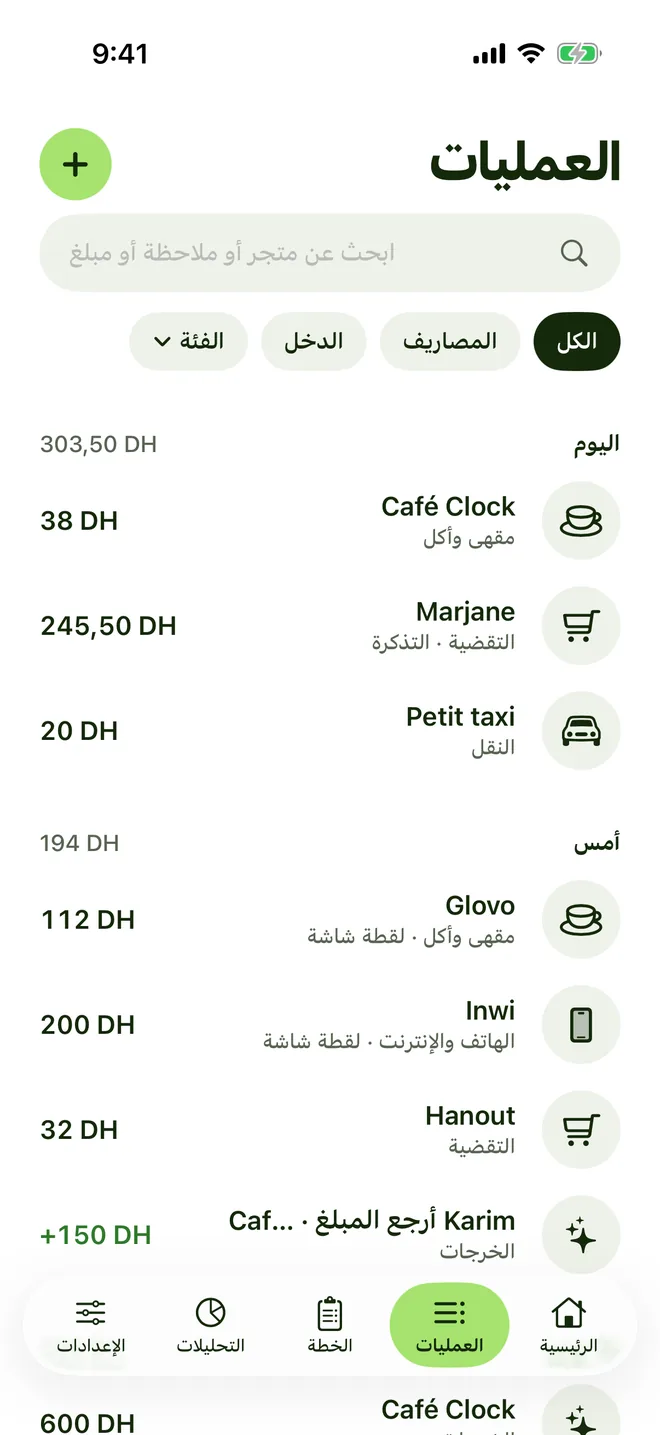 9:41
العمليات
ابحث عن متجر أو ملاحظة أو مبلغ
الكل
المصاريف
الدخل
الفئة
اليوم 303,50 DH
Café Clock
مقهى وأكل
38 DH
Marjane
التقضية · التذكرة
245,50 DH
Petit taxi
النقل
20 DH
أمس 194 DH
Glovo
مقهى وأكل · لقطة شاشة
112 DH
Inwi
الهاتف والإنترنت · لقطة شاشة
200 DH
Hanout
التقضية
32 DH
Karim أرجع المبلغ · Caf...
الخرجات
+150 DH
الرئيسية
العمليات
الخطة
التحليلات
الإعدادات
Café Clock
600 DH